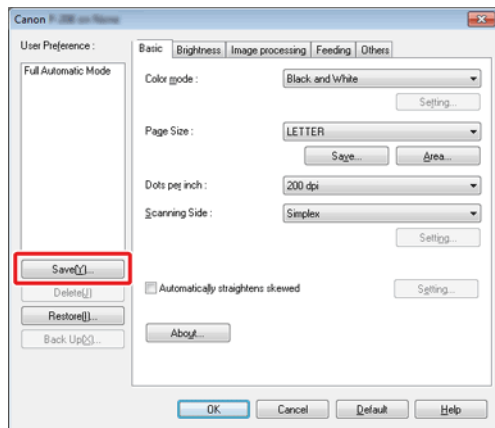 Canon
User Preference :
Full Automatic Mode
Save(Y)...
Delete(J)
Restore(I)...
Back Up(X)...
Basic Brightness Image processing Feeding Others
Color mode : Black and White
Setting...
Page Size : LETTER
Save... Area...
Dots per inch : 200 dpi
Scanning Side : Simplex
Setting...
Automatically straightens skewed Setting...
About...
OK Cancel Default Help